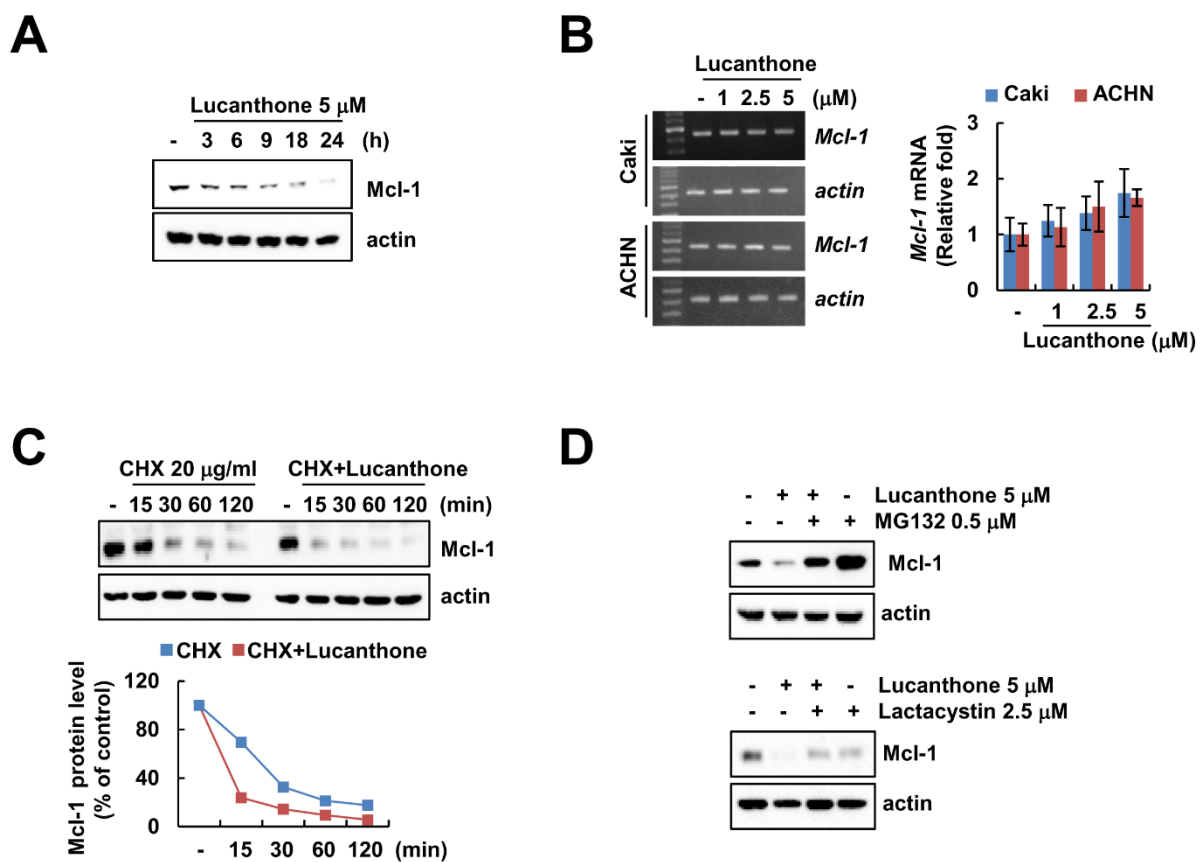 A
Lucanthone 5 μM
- 3 6 9 18 24 (h)
Mcl-1
actin
B
Lucanthone
- 1 2.5 5 (μM)
Caki
Mcl-1
actin
ACHN
Mcl-1
actin
Caki ACHN
Mcl-1 mRNA
(Relative fold)
3
2
1
0
- 1 2.5 5
Lucanthone (μM)
C
CHX 20 μg/ml CHX+Lucanthone
- 15 30 60 120 - 15 30 60 120 (min)
Mcl-1
actin
CHX CHX+Lucanthone
Mcl-1 protein level
(% of control)
120
80
40
0
- 15 30 60 120 (min)
D
- + + - Lucanthone 5 μM
- - + + MG132 0.5 μM
Mcl-1
actin
- + + - Lucanthone 5 μM
- - + + Lactacystin 2.5 μM
Mcl-1
actin